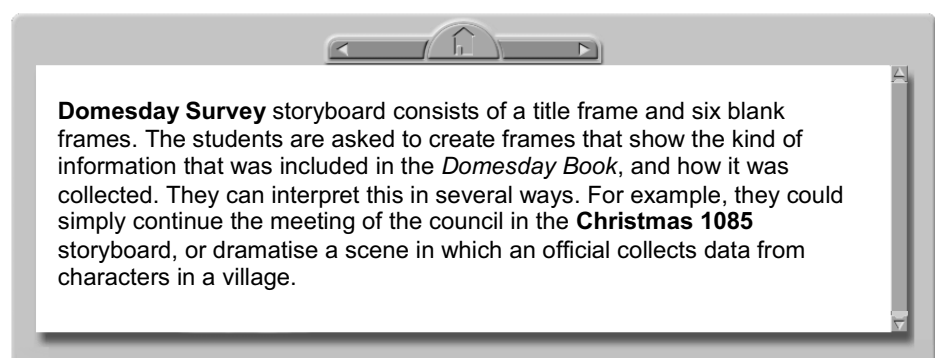 Domesday Survey storyboard consists of a title frame and six blank
frames. The students are asked to create frames that show the kind of
information that was included in the Domesday Book, and how it was
collected. They can interpret this in several ways. For example, they could
simply continue the meeting of the council in the Christmas 1085
storyboard, or dramatise a scene in which an official collects data from
characters in a village.